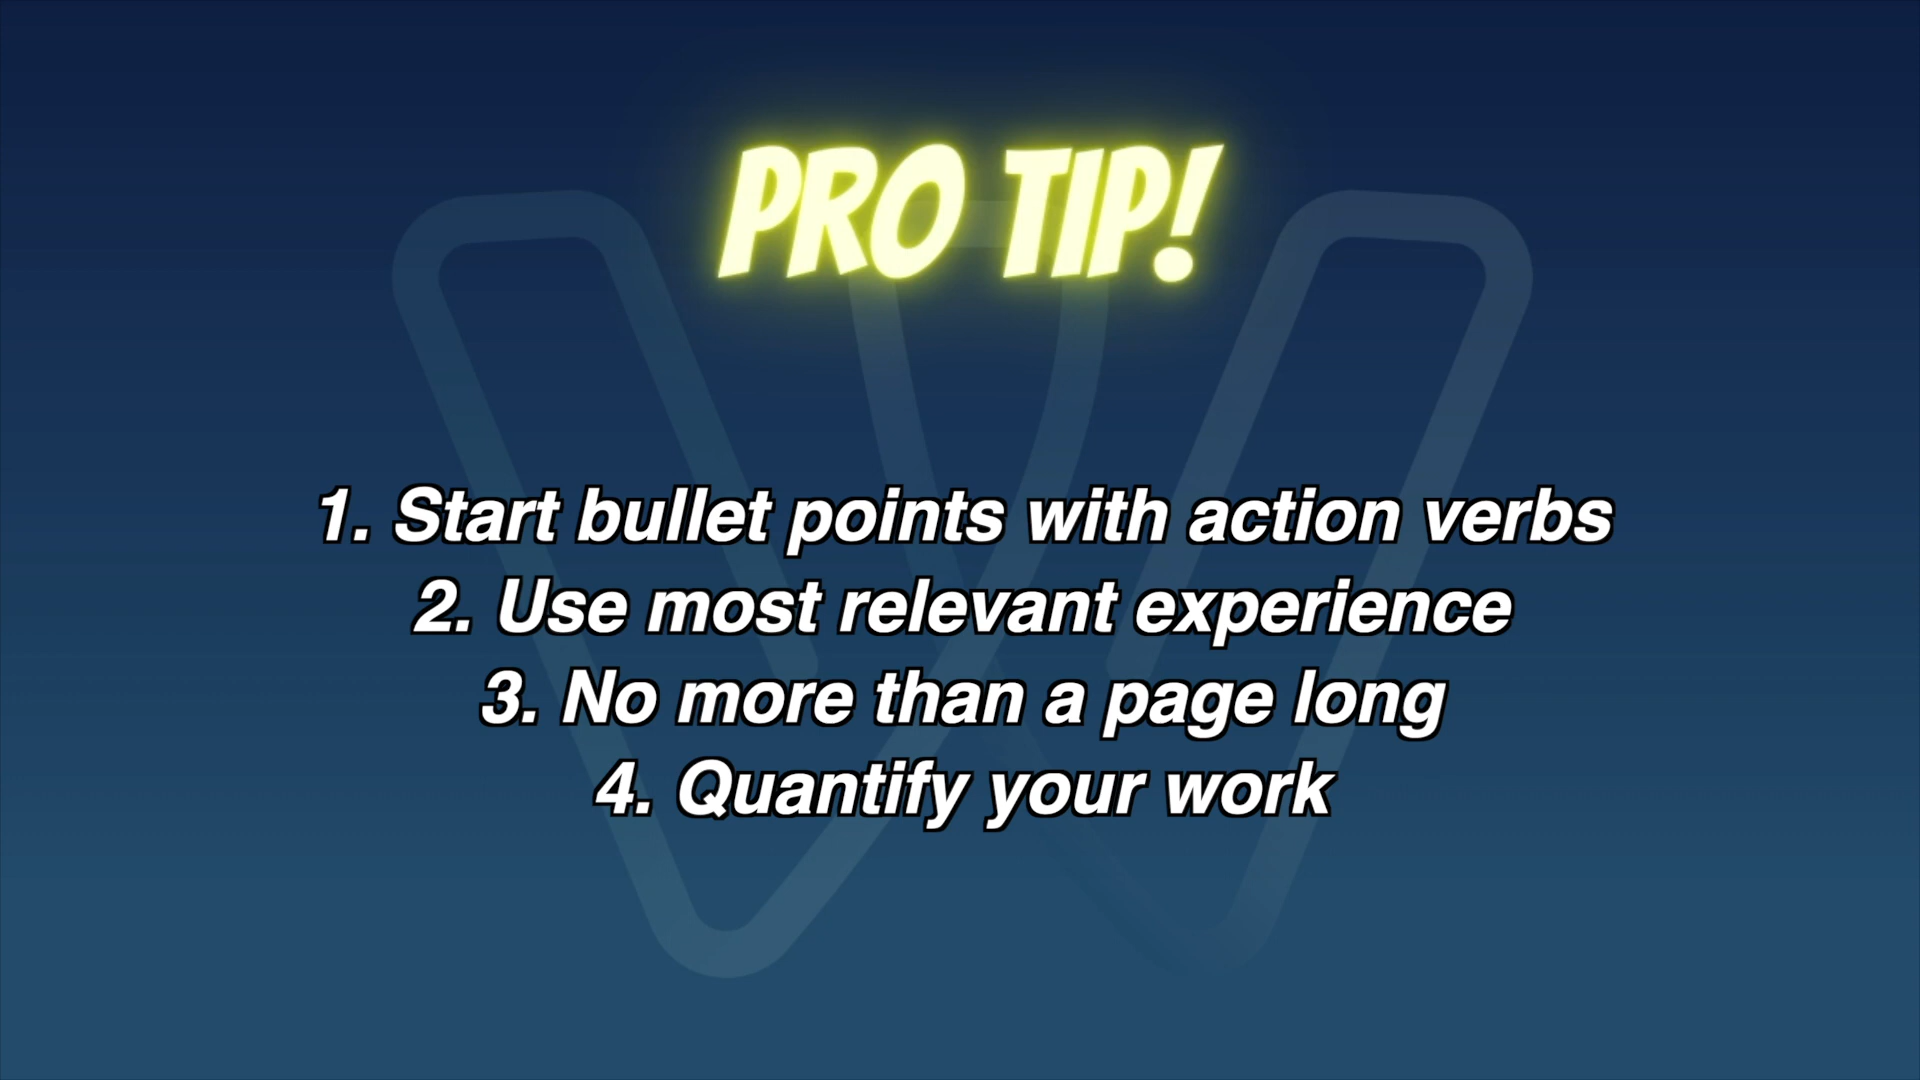 PRO TIP!
1. Start bullet points with action verbs
2. Use most relevant experience
3. No more than a page long
4. Quantify your work